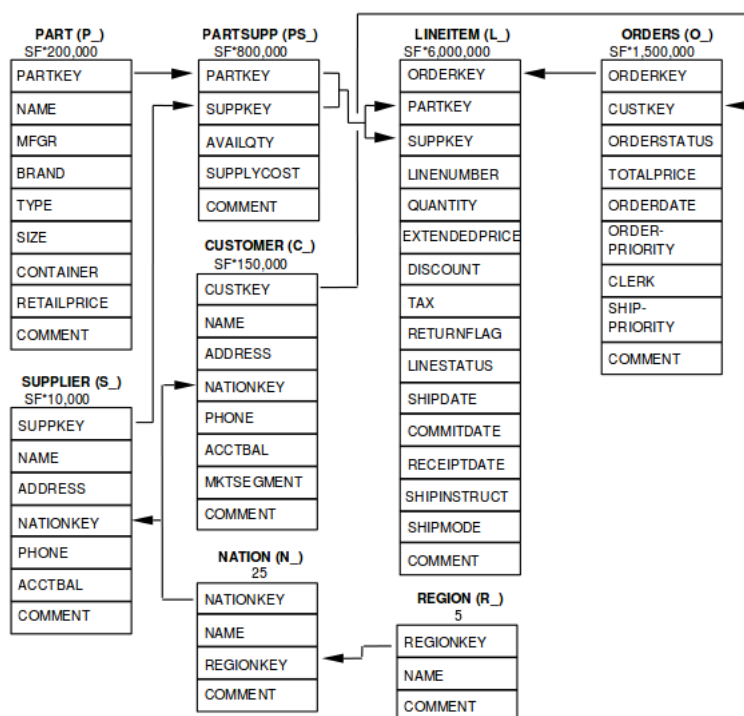 PART (P_)
SF*200,000
PARTKEY
NAME
MFGR
BRAND
TYPE
SIZE
CONTAINER
RETAILPRICE
COMMENT
SUPPLIER (S_)
SF*10,000
SUPPKEY
NAME
ADDRESS
NATIONKEY
PHONE
ACCTBAL
COMMENT
PARTSUPP (PS_)
SF*800,000
PARTKEY
SUPPKEY
AVAILQTY
SUPPLYCOST
COMMENT
CUSTOMER (C_)
SF*150,000
CUSTKEY
NAME
ADDRESS
NATIONKEY
PHONE
ACCTBAL
MKTSEGMENT
COMMENT
NATION (N_)
25
NATIONKEY
NAME
REGIONKEY
COMMENT
LINEITEM (L_)
SF*6,000,000
ORDERKEY
PARTKEY
SUPPKEY
LINENUMBER
QUANTITY
EXTENDEDPRICE
DISCOUNT
TAX
RETURNFLAG
LINESTATUS
SHIPDATE
COMMITDATE
RECEIPTDATE
SHIPINSTRUCT
SHIPMODE
COMMENT
REGION (R_)
5
REGIONKEY
NAME
COMMENT
ORDERS (O_)
SF*1,500,000
ORDERKEY
CUSTKEY
ORDERSTATUS
TOTALPRICE
ORDERDATE
ORDER-
PRIORITY
CLERK
SHIP-
PRIORITY
COMMENT